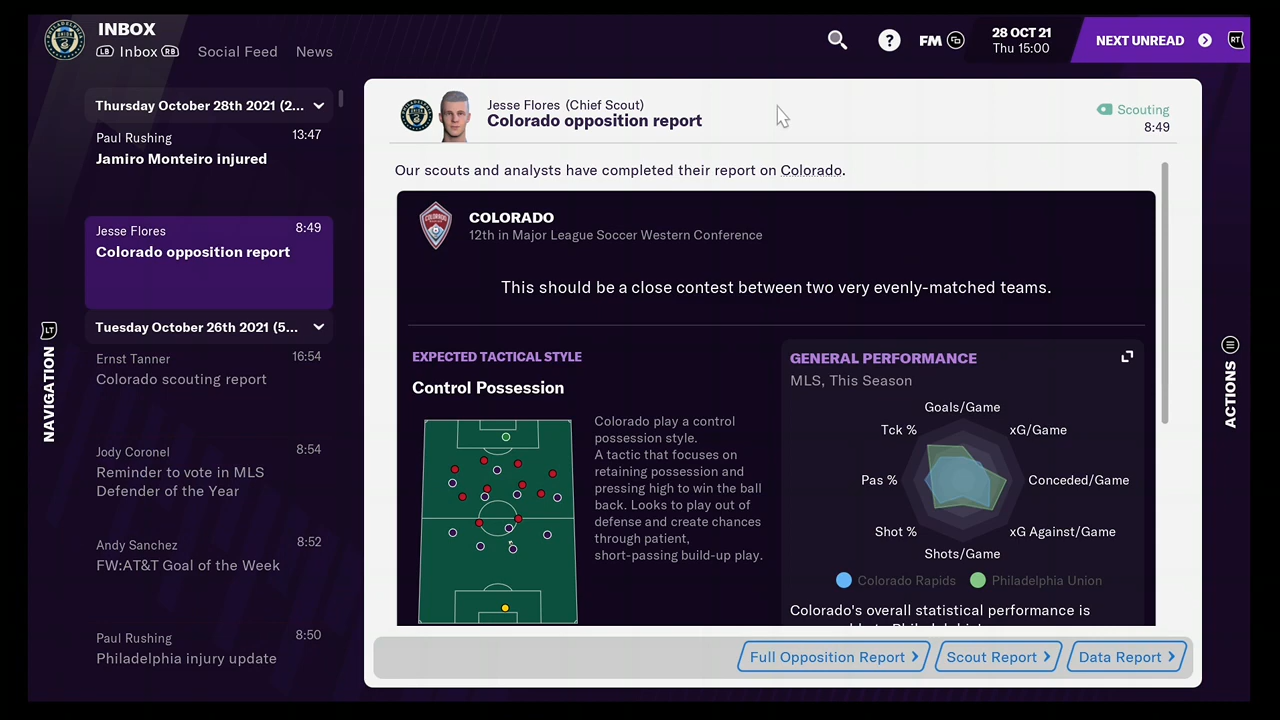 INBOX
LB Inbox RB Social Feed News
FM
28 OCT 21
Thu 15:00
NEXT UNREAD
RT
Thursday October 28th 2021 (2...
Paul Rushing 13:47
Jamiro Monteiro injured
Jesse Flores 8:49
Colorado opposition report
Tuesday October 26th 2021 (5...
Ernst Tanner 16:54
Colorado scouting report
Jody Coronel 8:54
Reminder to vote in MLS
Defender of the Year
Andy Sanchez 8:52
FW:AT&T Goal of the Week
Paul Rushing 8:50
Philadelphia injury update
LT
NAVIGATION
Jesse Flores (Chief Scout)
Colorado opposition report
Scouting
8:49
Our scouts and analysts have completed their report on Colorado.
COLORADO
12th in Major League Soccer Western Conference
This should be a close contest between two very evenly-matched teams.
EXPECTED TACTICAL STYLE
Control Possession
Colorado play a control
possession style.
A tactic that focuses on
retaining possession and
pressing high to win the ball
back. Looks to play out of
defense and create chances
through patient,
short-passing build-up play.
GENERAL PERFORMANCE
MLS, This Season
Goals/Game
Tck % xG/Game
Pas % Conceded/Game
Shot % xG Against/Game
Shots/Game
Colorado Rapids Philadelphia Union
Colorado's overall statistical performance is
Full Opposition Report
Scout Report
Data Report
ACTIONS